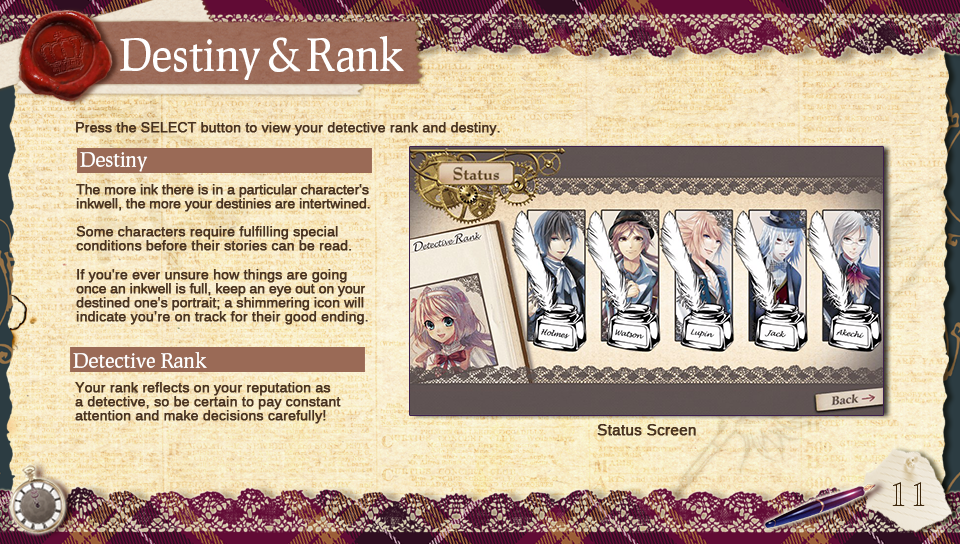 Destiny & Rank
Press the SELECT button to view your detective rank and destiny.
Destiny
The more ink there is in a particular character's
inkwell, the more your destinies are intertwined.
Some characters require fulfilling special
conditions before their stories can be read.
If you're ever unsure how things are going
once an inkwell is full, keep an eye out on your
destined one's portrait; a shimmering icon will
indicate you're on track for their good ending.
Detective Rank
Your rank reflects on your reputation as
a detective, so be certain to pay constant
attention and make decisions carefully!
Status
Detective Rank
Holmes
Watson
Lupin
Jack
Akechi
Back
Status Screen
11